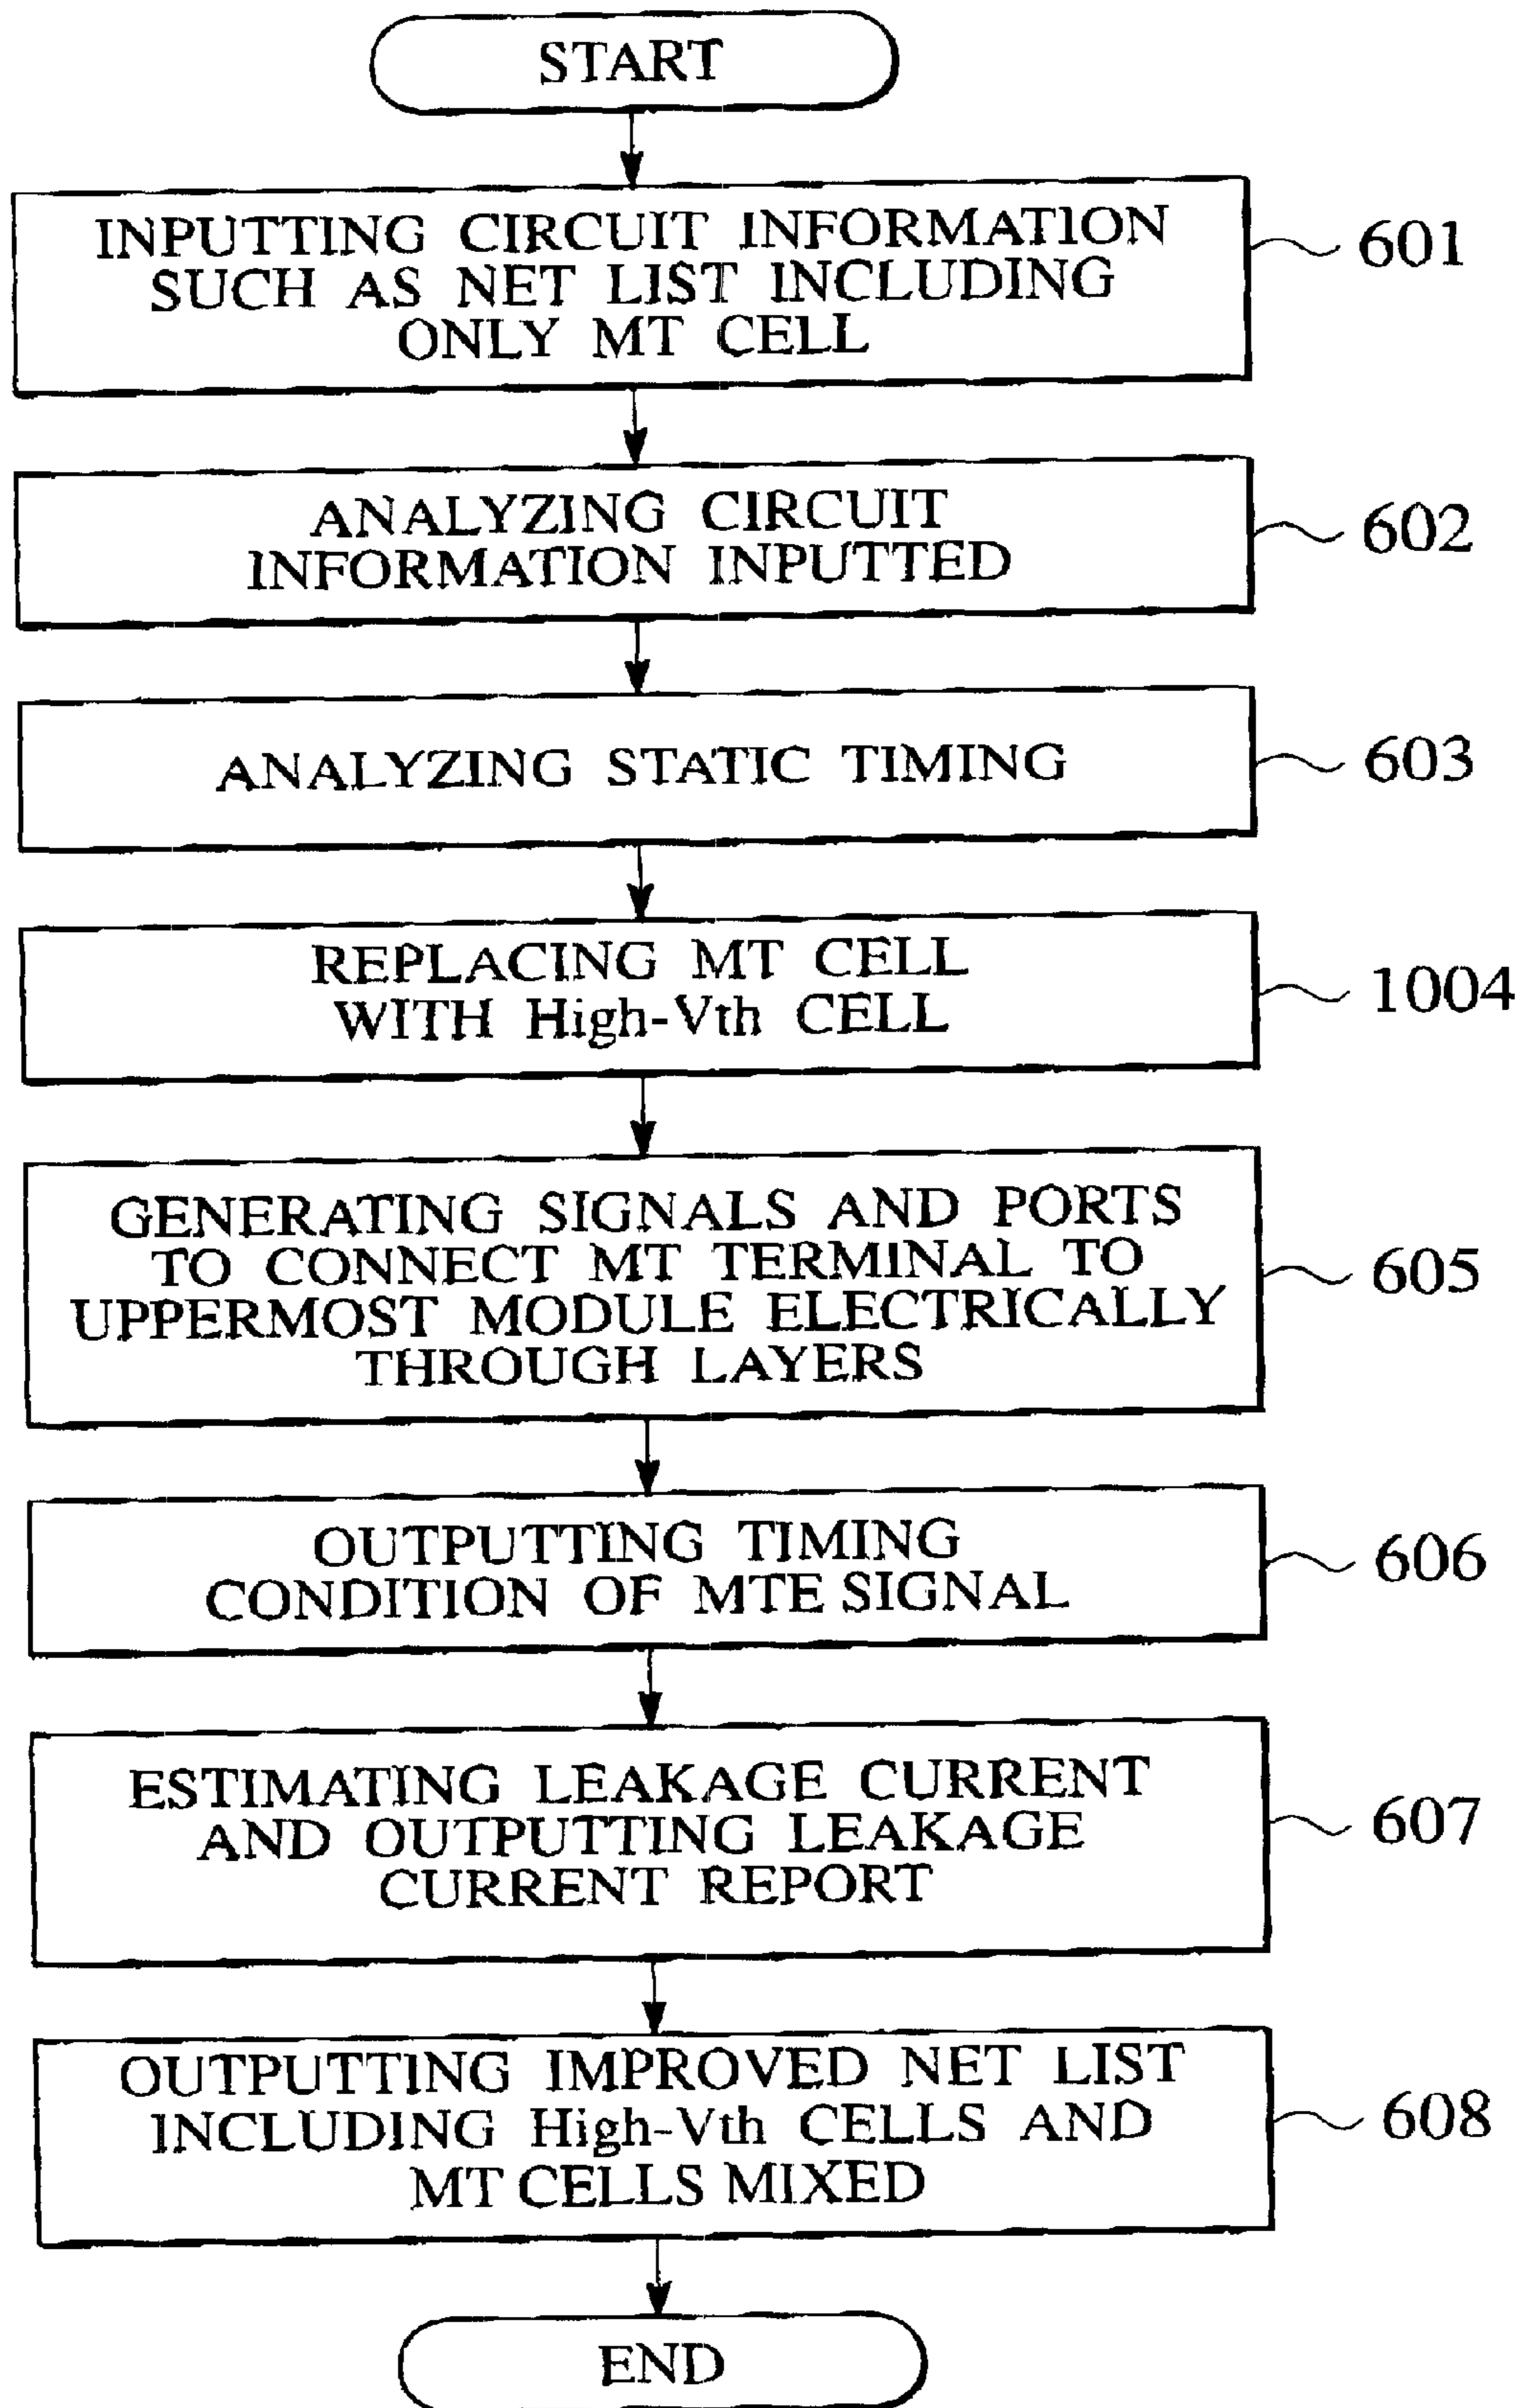 START
INPUTTING CIRCUIT INFORMATION
SUCH AS NET LIST INCLUDING
ONLY MT CELL
601
ANALYZING CIRCUIT
INFORMATION INPUTTED
602
ANALYZING STATIC TIMING
603
REPLACING MT CELL
WITH High-Vth CELL
1004
GENERATING SIGNALS AND PORTS
TO CONNECT MT TERMINAL TO
UPPERMOST MODULE ELECTRICALLY
THROUGH LAYERS
605
OUTPUTTING TIMING
CONDITION OF MTE SIGNAL
606
ESTIMATING LEAKAGE CURRENT
AND OUTPUTTING LEAKAGE
CURRENT REPORT
607
OUTPUTTING IMPROVED NET LIST
INCLUDING High-Vth CELLS AND
MT CELLS MIXED
608
END